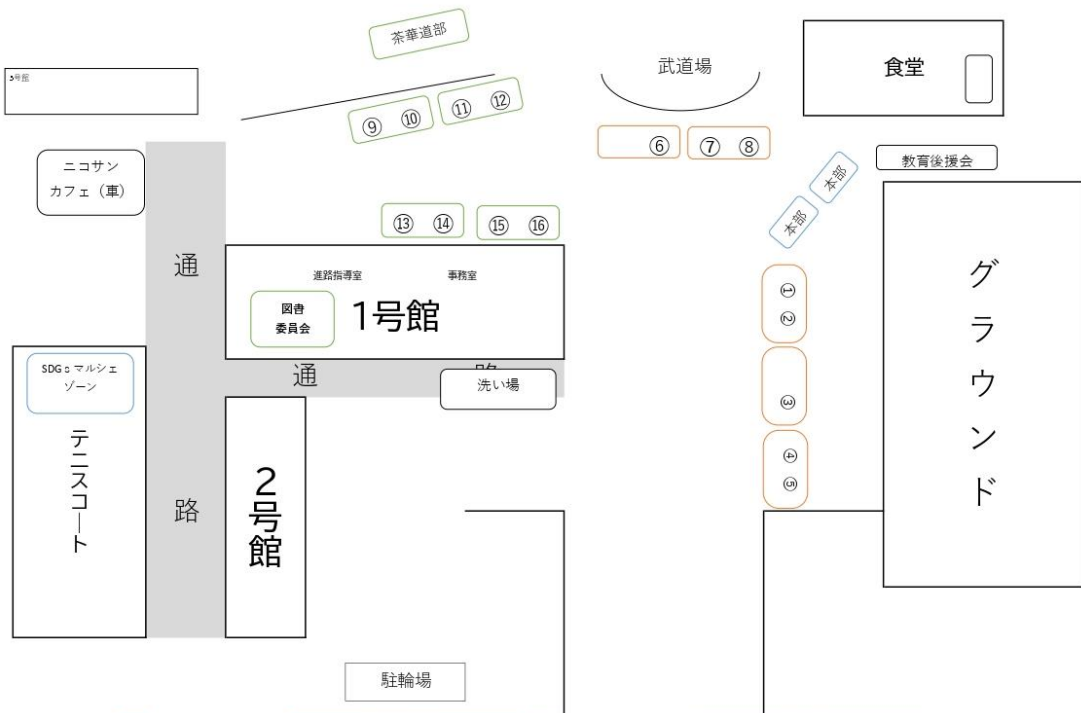 茶華道部
武道場
食堂
3号館
⑨ ⑩ ⑪ ⑫
⑥ ⑦ ⑧
教育後援会
ニコサン
カフェ（車）
本部
本部
⑬ ⑭ ⑮ ⑯
通
路
進路指導室
事務室
図書
委員会
1号館
①
②
③
④
⑤
グラウンド
SDGsマルシェ
ゾーン
テニスコート
通
路
洗い場
2号館
駐輪場